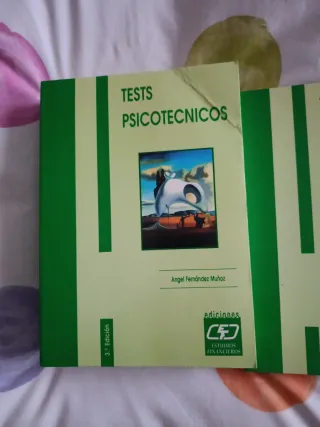 TESTS
PSICOTECNICOS
Angel Fernández Muñoz
3.ª Edición
ediciones
CEF
ESTUDIOS
FINANCIEROS